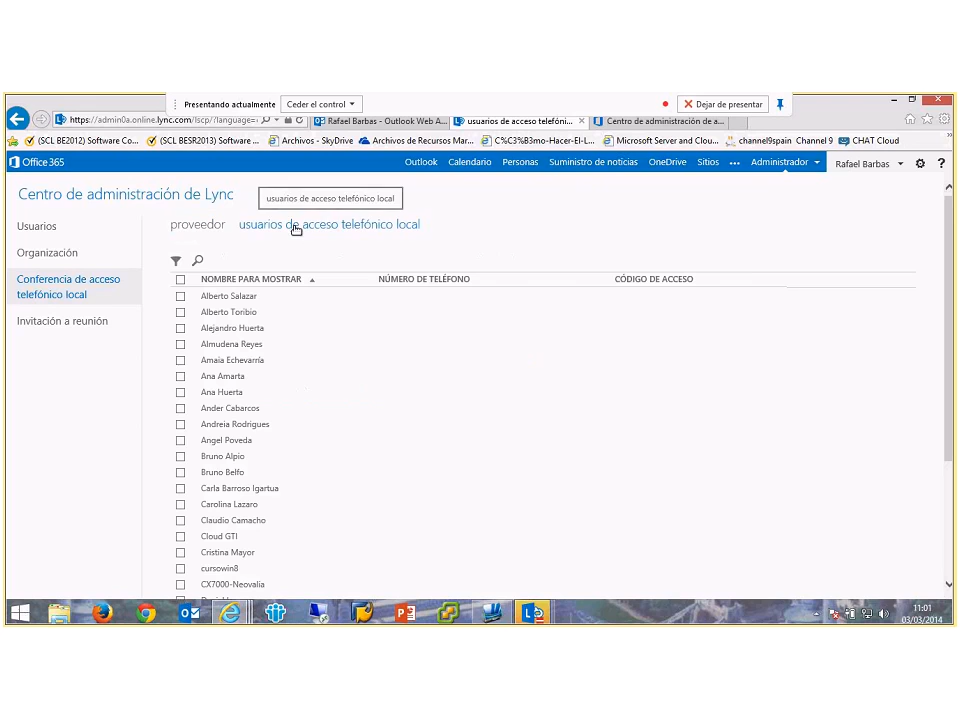 Presentando actualmente
Ceder el control
Dejar de presentar
https://admin0a.online.lync.com/lscp/?language=
Rafael Barbas - Outlook Web A...
usuarios de acceso telefóni...
Centro de administración de a...
(SCL BE2012) Software Co...
(SCL BESR2013) Software ...
Archivos - SkyDrive
Archivos de Recursos Mar...
C%C3%B3mo-Hacer-El-L...
Microsoft Server and Clou...
channel9spain Channel 9
CHAT Cloud
Office 365
Outlook
Calendario
Personas
Suministro de noticias
OneDrive
Sitios
...
Administrador
Rafael Barbas
?
Centro de administración de Lync
usuarios de acceso telefónico local
Usuarios
Organización
Conferencia de acceso
telefónico local
Invitación a reunión
proveedor
usuarios de acceso telefónico local
NOMBRE PARA MOSTRAR
NÚMERO DE TELÉFONO
CÓDIGO DE ACCESO
Alberto Salazar
Alberto Toribio
Alejandro Huerta
Almudena Reyes
Amaia Echevarría
Ana Amarta
Ana Huerta
Ander Cabarcos
Andreia Rodrigues
Angel Poveda
Bruno Alpio
Bruno Belfo
Carla Barroso Igartua
Carolina Lazaro
Claudio Camacho
Cloud GTI
Cristina Mayor
cursowin8
CX7000-Neovalia
11:01
03/03/2014